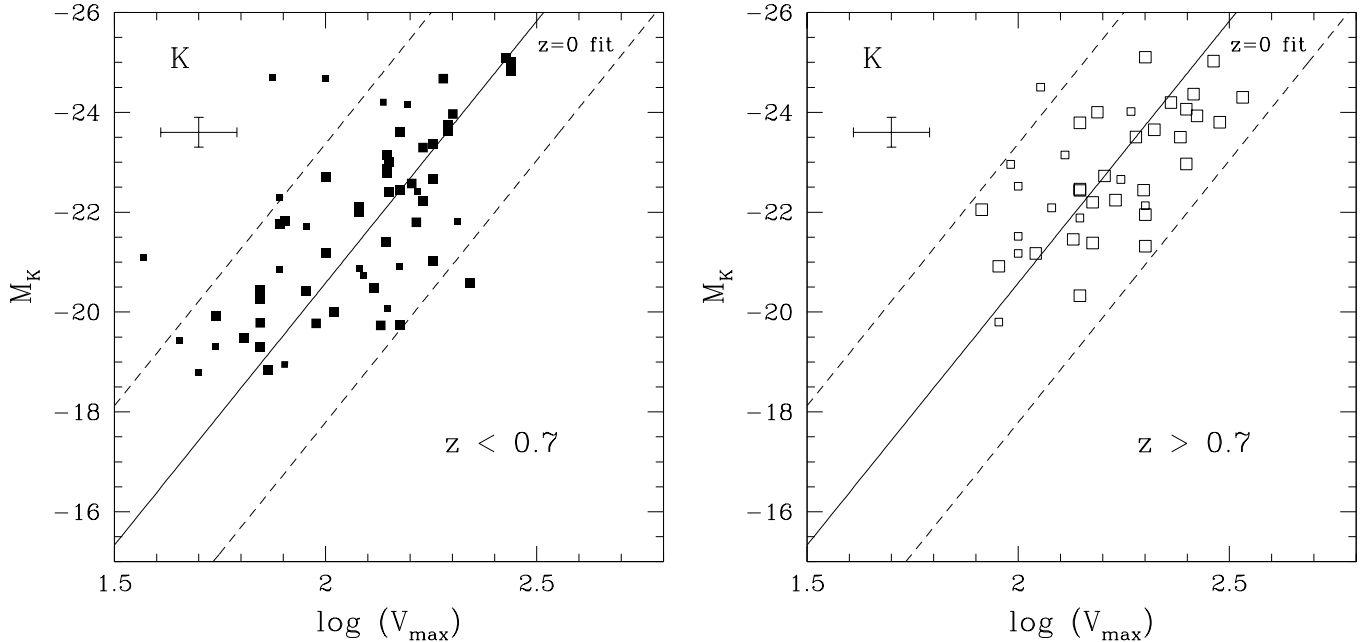 -26
-24
-22
-20
-18
-16
M_K
K
z=0 fit
z < 0.7
1.5
2
2.5
log (V_max)
-26
-24
-22
-20
-18
-16
M_K
K
z=0 fit
z > 0.7
1.5
2
2.5
log (V_max)